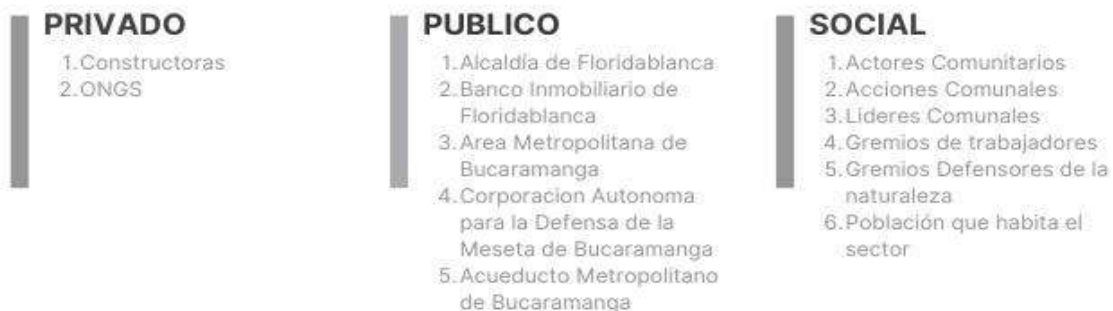 PRIVADO
1.Constructoras
2.ONGS
PUBLICO
1.Alcaldía de Floridablanca
2.Banco Inmobiliario de
Floridablanca
3.Area Metropolitana de
Bucaramanga
4.Corporacion Autonoma
para la Defensa de la
Meseta de Bucaramanga
5.Acueducto Metropolitano
de Bucaramanga
SOCIAL
1.Actores Comunitarios
2.Acciones Comunales
3.Lideres Comunales
4.Gremios de trabajadores
5.Gremios Defensores de la
naturaleza
6.Población que habita el
sector